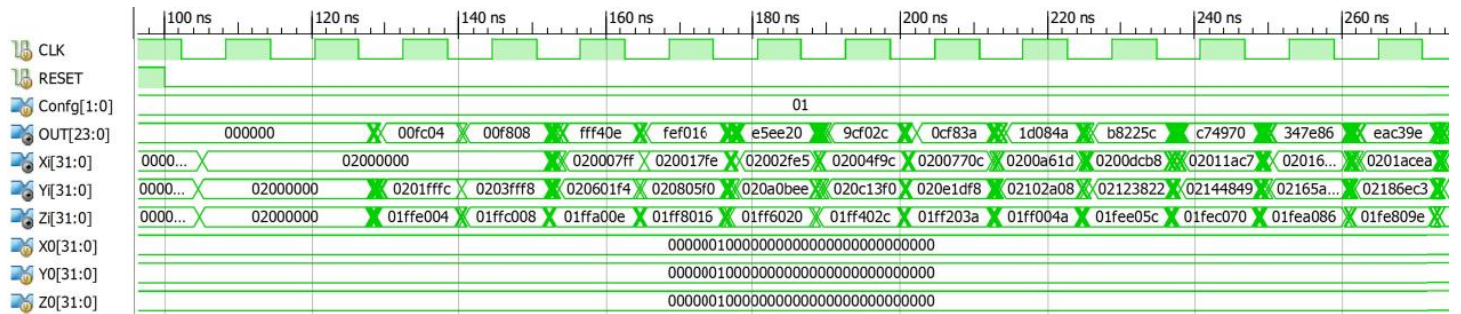 100 ns 120 ns 140 ns 160 ns 180 ns 200 ns 220 ns 240 ns 260 ns
CLK
RESET
Confg[1:0] 01
OUT[23:0] 000000 00fc04 00f808 fff40e fef016 e5ee20 9cf02c 0cf83a 1d084a b8225c c74970 347e86 eac39e
Xi[31:0] 0000... 02000000 020007ff 020017fe 02002fe5 02004f9c 0200770c 0200a61d 0200dcb8 02011ac7 02016... 0201acea
Yi[31:0] 0000... 02000000 0201fffc 0203fff8 020601f4 020805f0 020a0bee 020c13f0 020e1df8 02102a08 02123822 02144849 02165a... 02186ec3
Zi[31:0] 0000... 02000000 01ffe004 01ffc008 01ffa00e 01ff8016 01ff6020 01ff402c 01ff203a 01ff004a 01fee05c 01fec070 01fea086 01fe809e
X0[31:0] 00000010000000000000000000000000
Y0[31:0] 00000010000000000000000000000000
Z0[31:0] 00000010000000000000000000000000